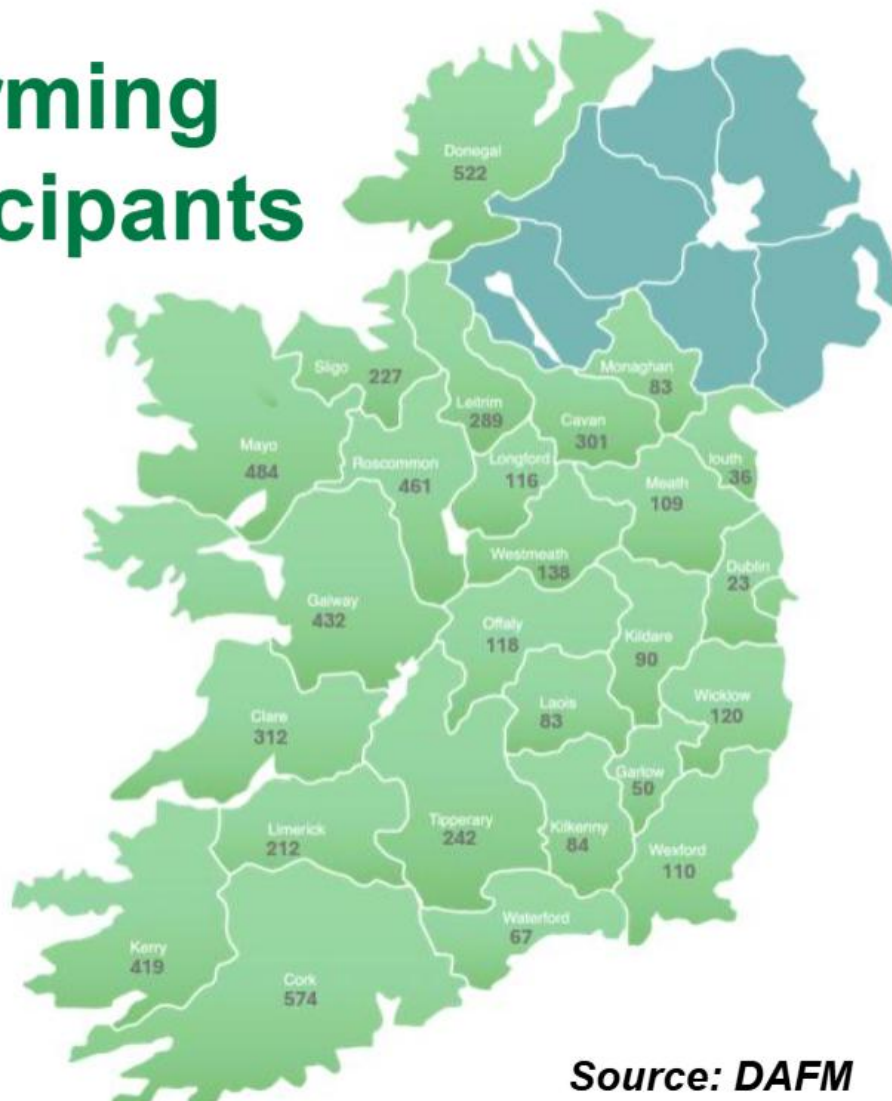 rming
cipants
Donegal
522
Sligo
227
Monaghan
83
Leitrim
289
Cavan
301
Mayo
484
Roscommon
461
Longford
116
louth
36
Meath
109
Westmeath
138
Dublin
23
Galway
432
Offaly
118
Kildare
90
Laois
83
Wicklow
120
Clare
312
Garlow
50
Limerick
212
Tipperary
242
Kilkenny
84
Wexford
110
Waterford
67
Kerry
419
Cork
574
Source: DAFM